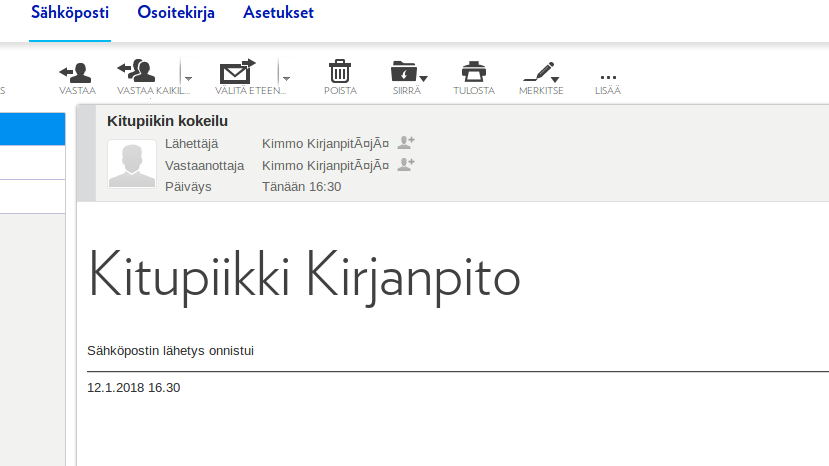 Sähköposti Osoitekirja Asetukset
S VASTAA VASTAA KAIKIL... VÄLITÄ ETEEN... POISTA SIIRRÄ TULOSTA MERKITSE LISÄÄ
Kitupiikin kokeilu
Lähettäjä Kimmo KirjanpitÃ¤jÃ¤
Vastaanottaja Kimmo KirjanpitÃ¤jÃ¤
Päiväys Tänään 16:30
Kitupiikki Kirjanpito
Sähköpostin lähetys onnistui
12.1.2018 16.30